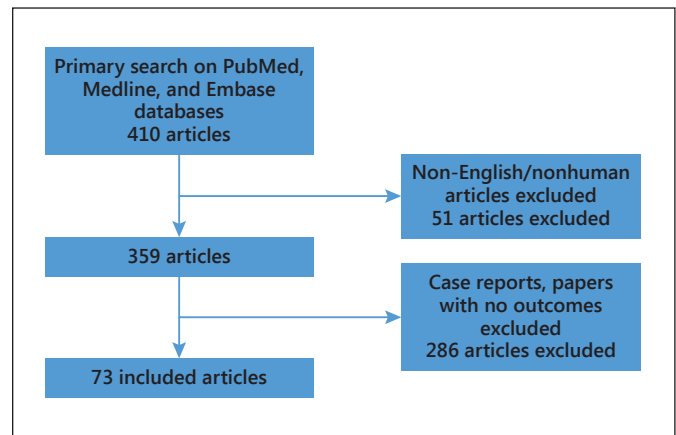 Primary search on PubMed,
Medline, and Embase
databases
410 articles
Non-English/nonhuman
articles excluded
51 articles excluded
359 articles
Case reports, papers
with no outcomes
excluded
286 articles excluded
73 included articles